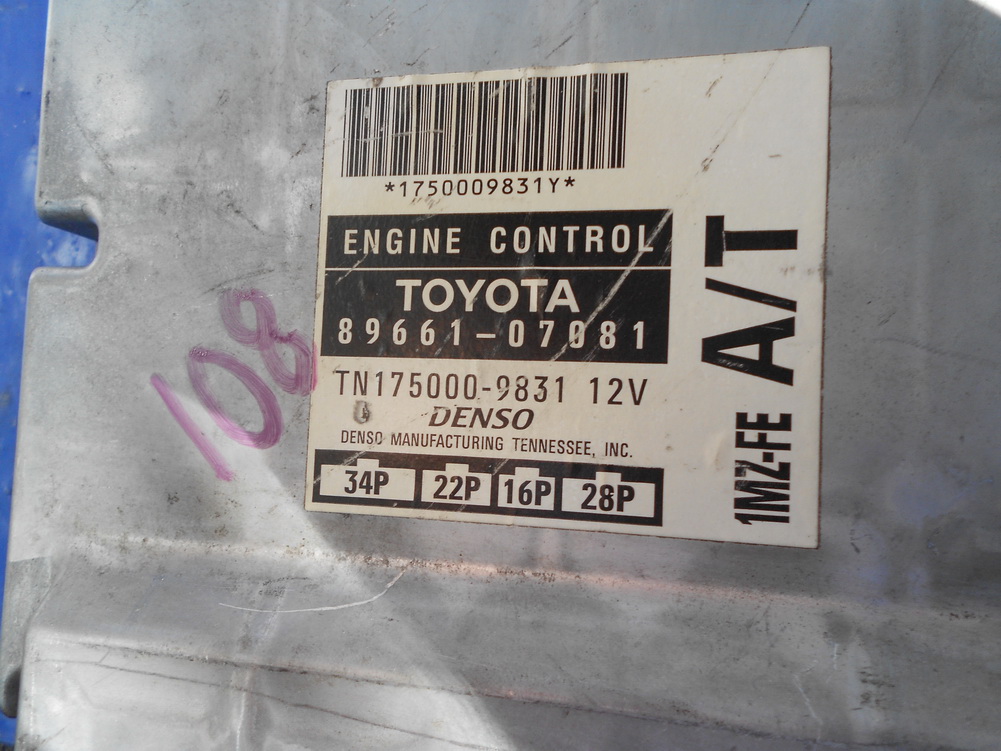 *1750009831Y*
ENGINE CONTROL
TOYOTA
89661-07081
TN175000-9831 12V
DENSO
DENSO MANUFACTURING TENNESSEE, INC.
34P 22P 16P 28P
1MZ-FE A/T
108